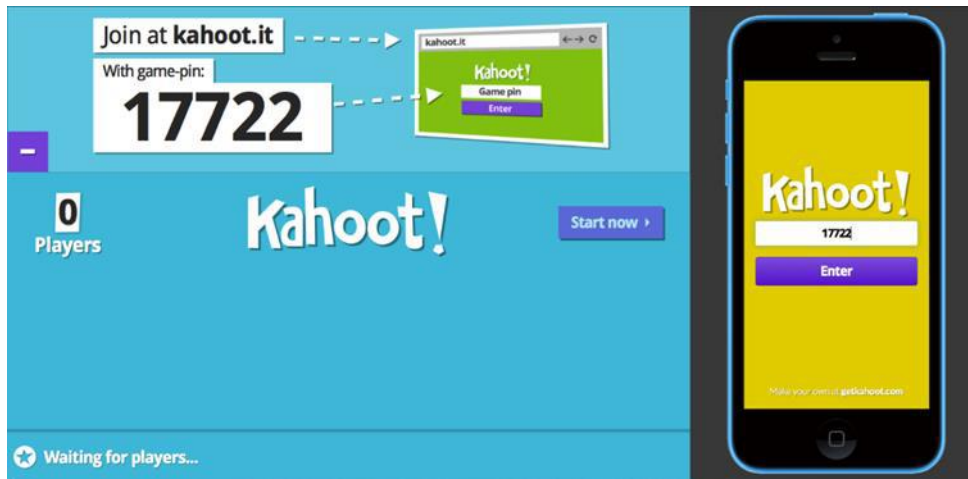 Join at kahoot.it
With game-pin:
17722
kahoot.it
Kahoot!
Game pin
Enter
0
Players
Kahoot!
Start now
Waiting for players...
Kahoot!
17722
Enter
Make your own at getkahoot.com